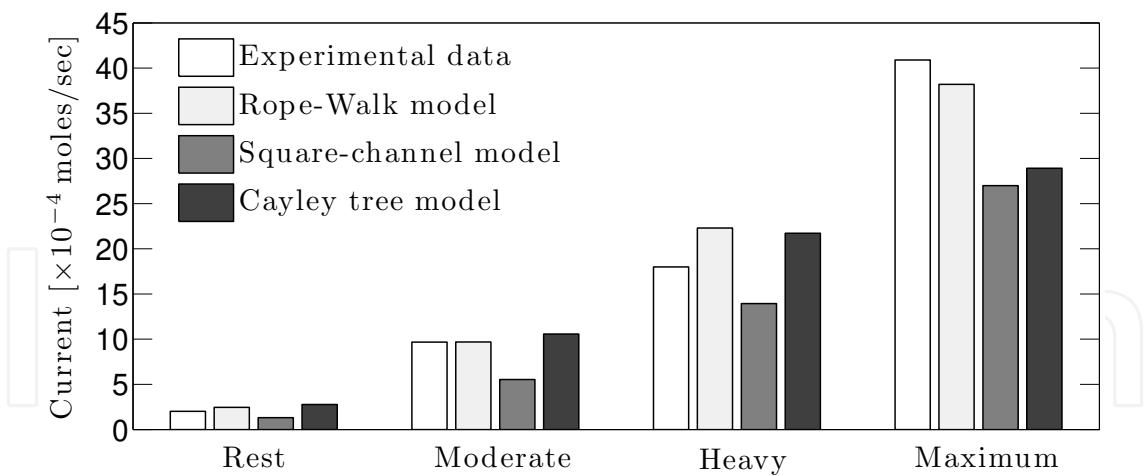 Current [×10⁻⁴ moles/sec]
45
40
35
30
25
20
15
10
5
0
Experimental data
Rope-Walk model
Square-channel model
Cayley tree model
Rest Moderate Heavy Maximum